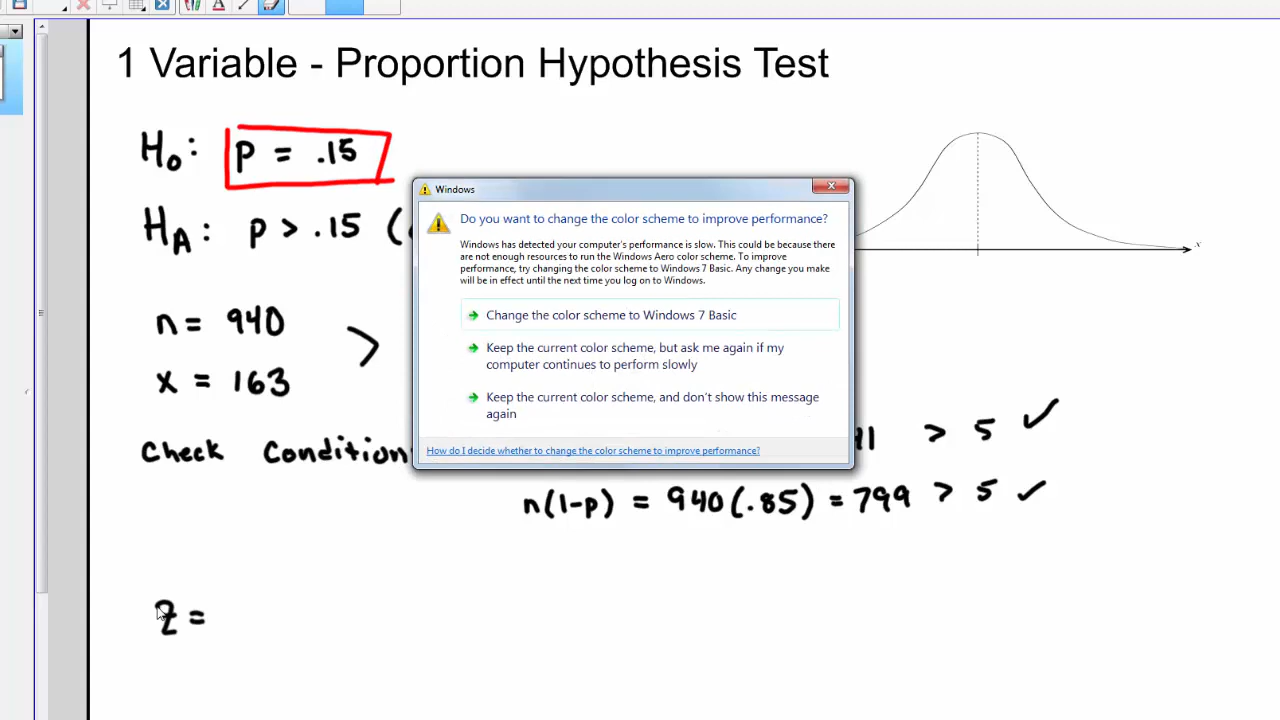 1 Variable - Proportion Hypothesis Test
H₀: p = .15
H_A: p > .15 (
n = 940
x = 163 >
Windows
Do you want to change the color scheme to improve performance?
Windows has detected your computer's performance is slow. This could be because there
are not enough resources to run the Windows Aero color scheme. To improve
performance, try changing the color scheme to Windows 7 Basic. Any change you make
will be in effect until the next time you log on to Windows.
Change the color scheme to Windows 7 Basic
Keep the current color scheme, but ask me again if my
computer continues to perform slowly
Keep the current color scheme, and don't show this message
again
How do I decide whether to change the color scheme to improve performance?
x
Check Condition
41 > 5 ✓
n(1-p) = 940(.85) = 799 > 5 ✓
Z =